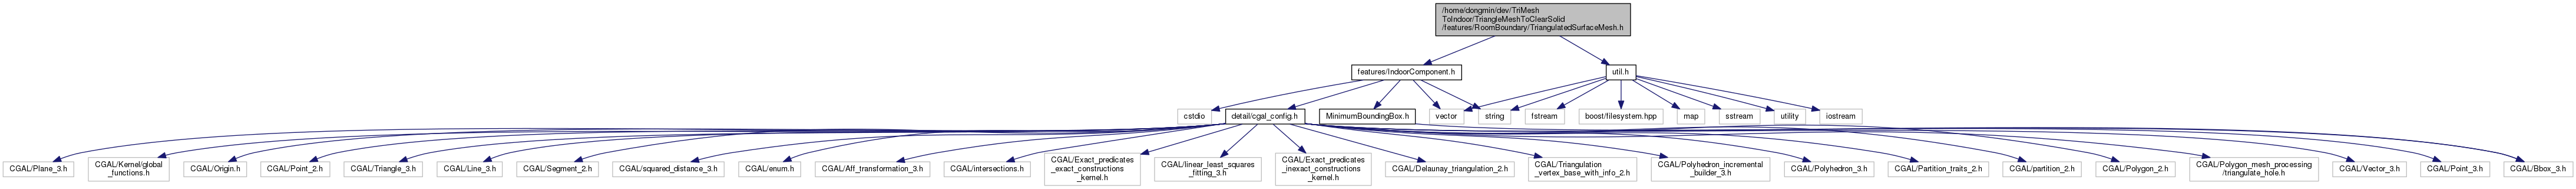 /home/dongmin/dev/TriMesh
ToIndoor/TriangleMeshToClearSolid
/features/RoomBoundary/TriangulatedSurfaceMesh.h
features/IndoorComponent.h
util.h
cstdio
detail/cgal_config.h
MinimumBoundingBox.h
vector
string
fstream
boost/filesystem.hpp
map
sstream
utility
iostream
CGAL/Plane_3.h
CGAL/Kernel/global
_functions.h
CGAL/Origin.h
CGAL/Point_2.h
CGAL/Triangle_3.h
CGAL/Line_3.h
CGAL/Segment_2.h
CGAL/squared_distance_3.h
CGAL/enum.h
CGAL/Aff_transformation_3.h
CGAL/intersections.h
CGAL/Exact_predicates
_exact_constructions
_kernel.h
CGAL/linear_least_squares
_fitting_3.h
CGAL/Exact_predicates
_inexact_constructions
_kernel.h
CGAL/Delaunay_triangulation_2.h
CGAL/Triangulation
_vertex_base_with_info_2.h
CGAL/Polyhedron_incremental
_builder_3.h
CGAL/Polyhedron_3.h
CGAL/Partition_traits_2.h
CGAL/partition_2.h
CGAL/Polygon_2.h
CGAL/Polygon_mesh_processing
/triangulate_hole.h
CGAL/Vector_3.h
CGAL/Point_3.h
CGAL/Bbox_3.h